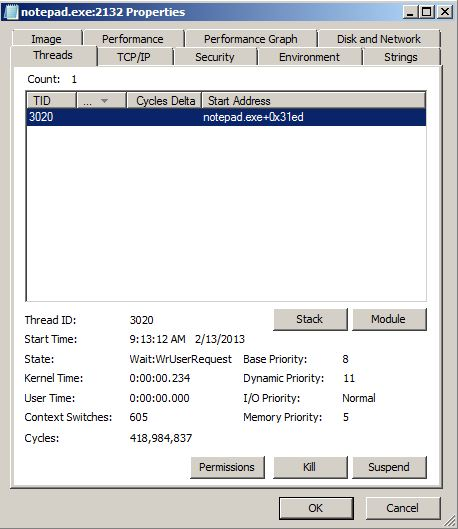 notepad.exe:2132 Properties
Image Performance Performance Graph Disk and Network
Threads TCP/IP Security Environment Strings
Count: 1
TID ... Cycles Delta Start Address
3020 notepad.exe+0x31ed
Stack Module
Thread ID: 3020
Start Time: 9:13:12 AM 2/13/2013
State: Wait:WrUserRequest Base Priority: 8
Kernel Time: 0:00:00.234 Dynamic Priority: 11
User Time: 0:00:00.000 I/O Priority: Normal
Context Switches: 605 Memory Priority: 5
Cycles: 418,984,837
Permissions Kill Suspend
OK Cancel